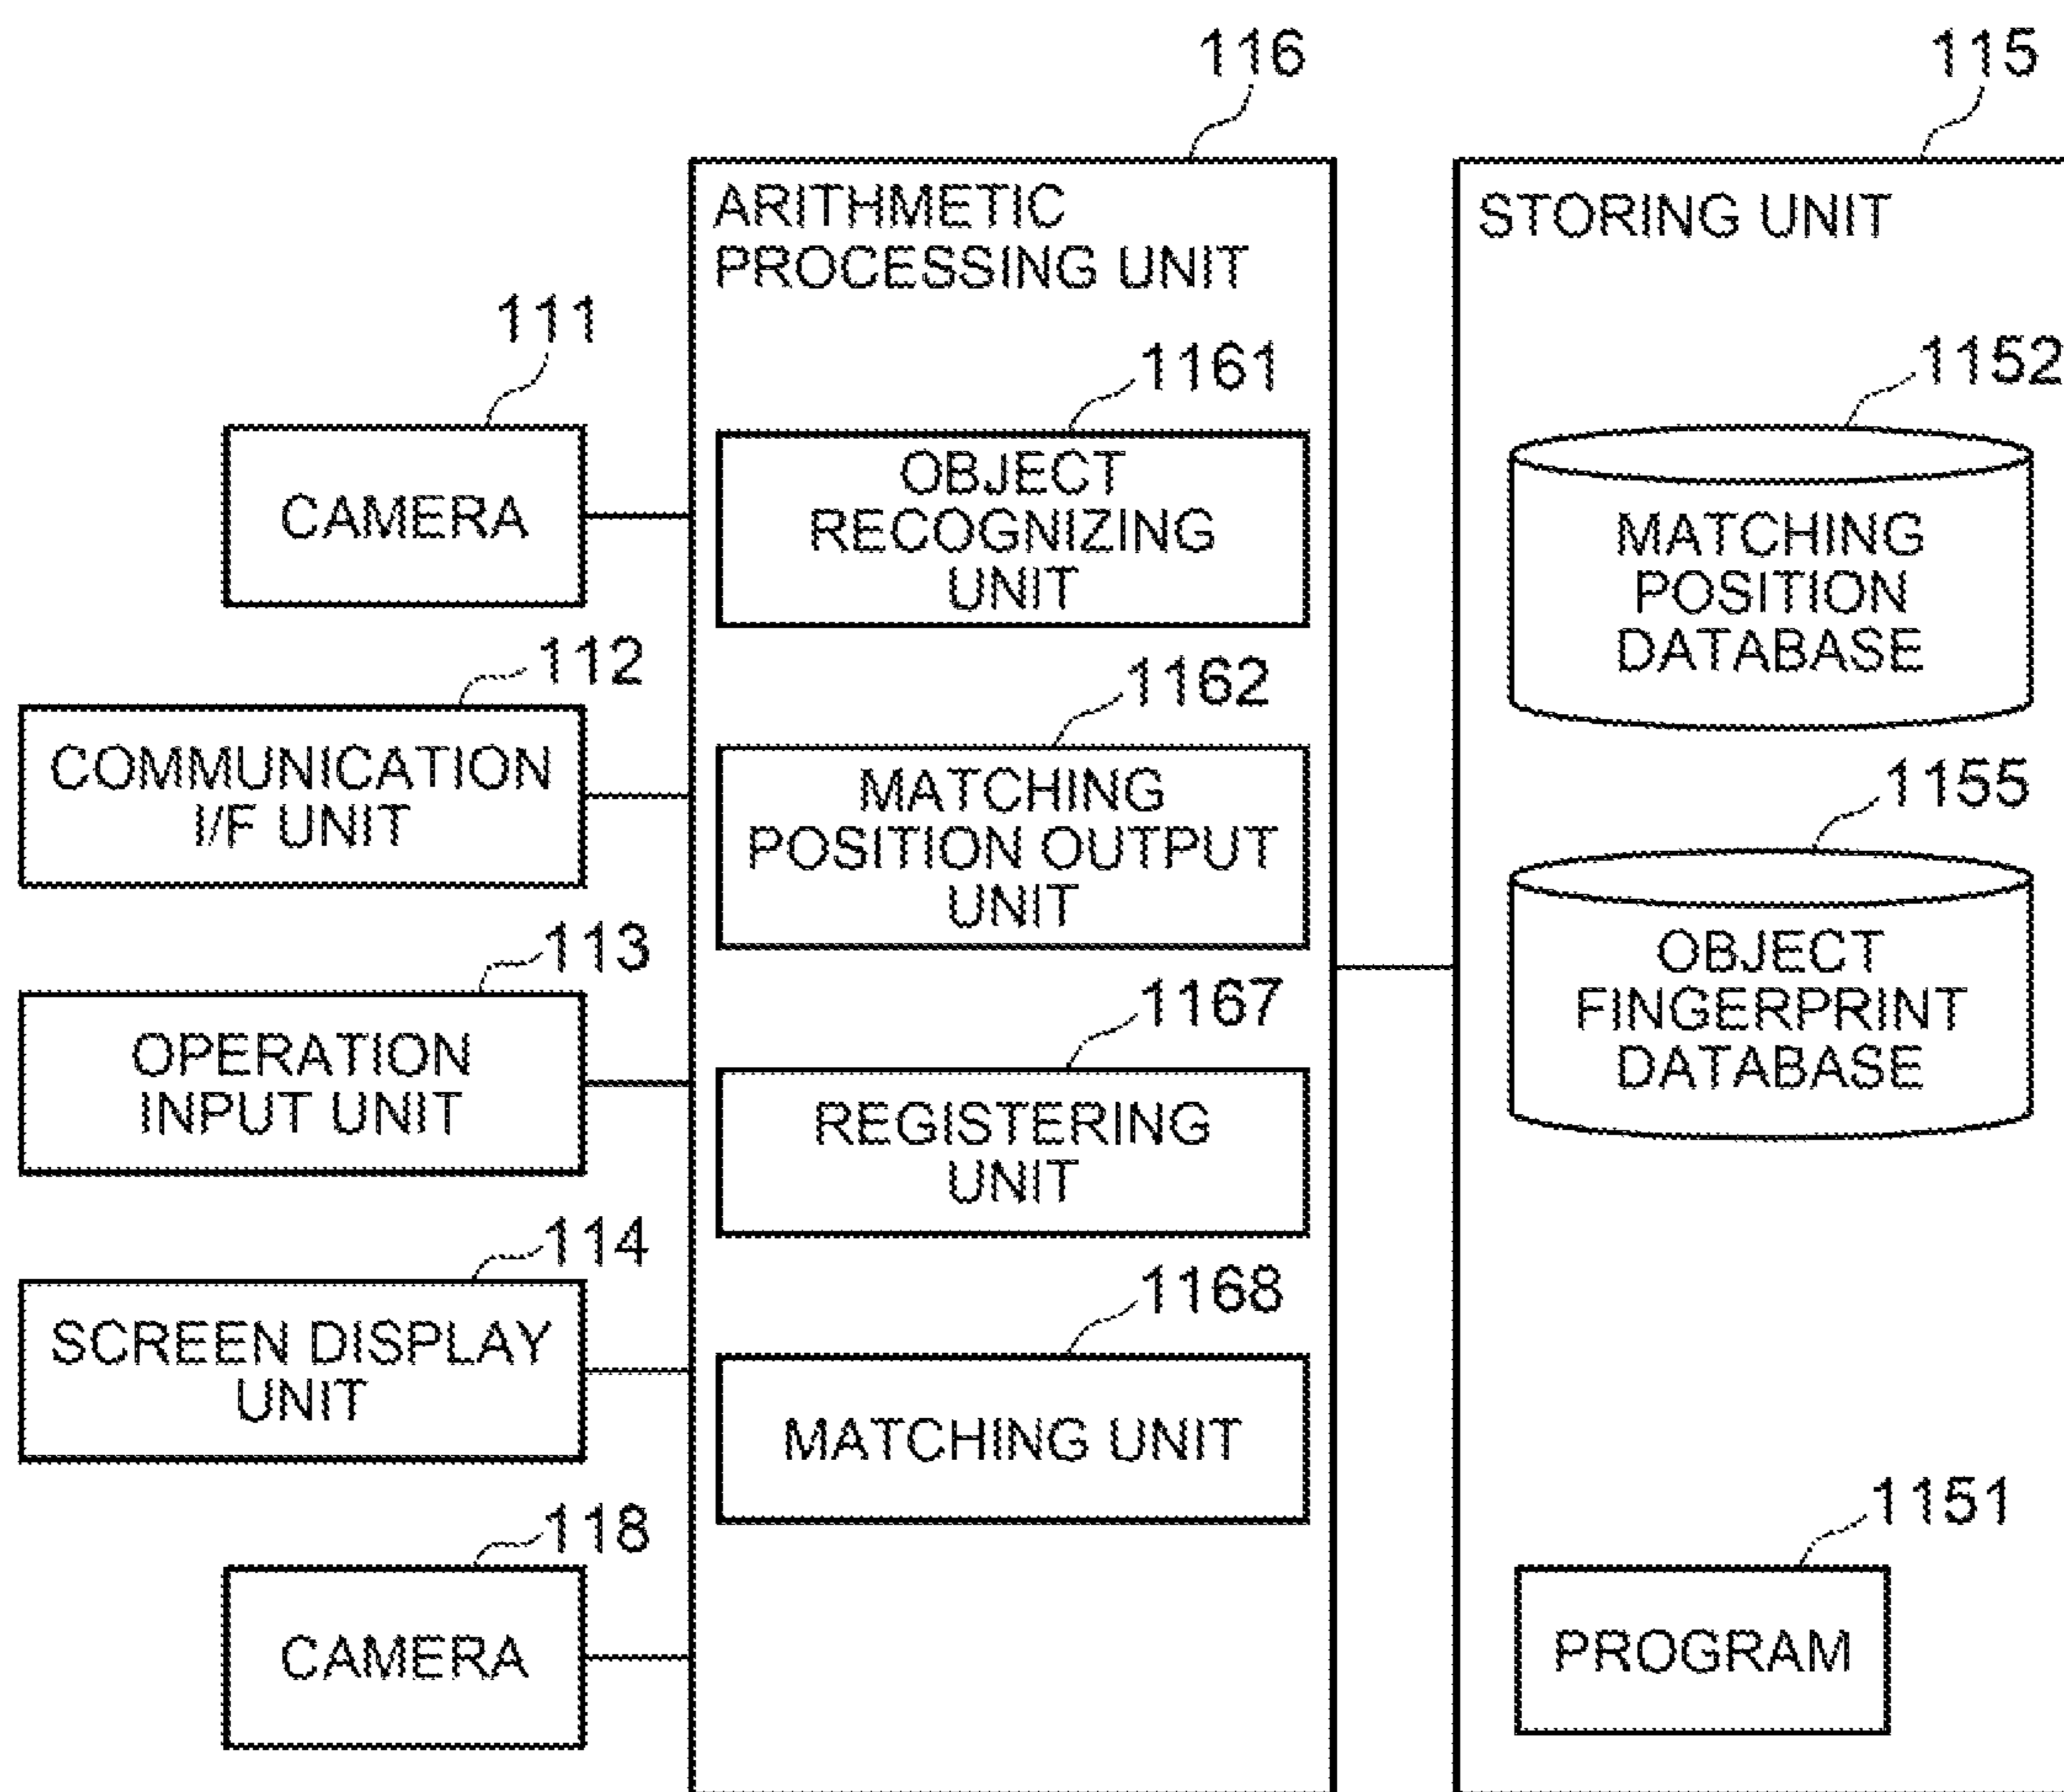 116
115
ARITHMETIC
PROCESSING UNIT
STORING UNIT
111
CAMERA
112
COMMUNICATION
I/F UNIT
113
OPERATION
INPUT UNIT
114
SCREEN DISPLAY
UNIT
118
CAMERA
1161
OBJECT
RECOGNIZING
UNIT
1162
MATCHING
POSITION OUTPUT
UNIT
1167
REGISTERING
UNIT
1168
MATCHING UNIT
1152
MATCHING
POSITION
DATABASE
1155
OBJECT
FINGERPRINT
DATABASE
1151
PROGRAM